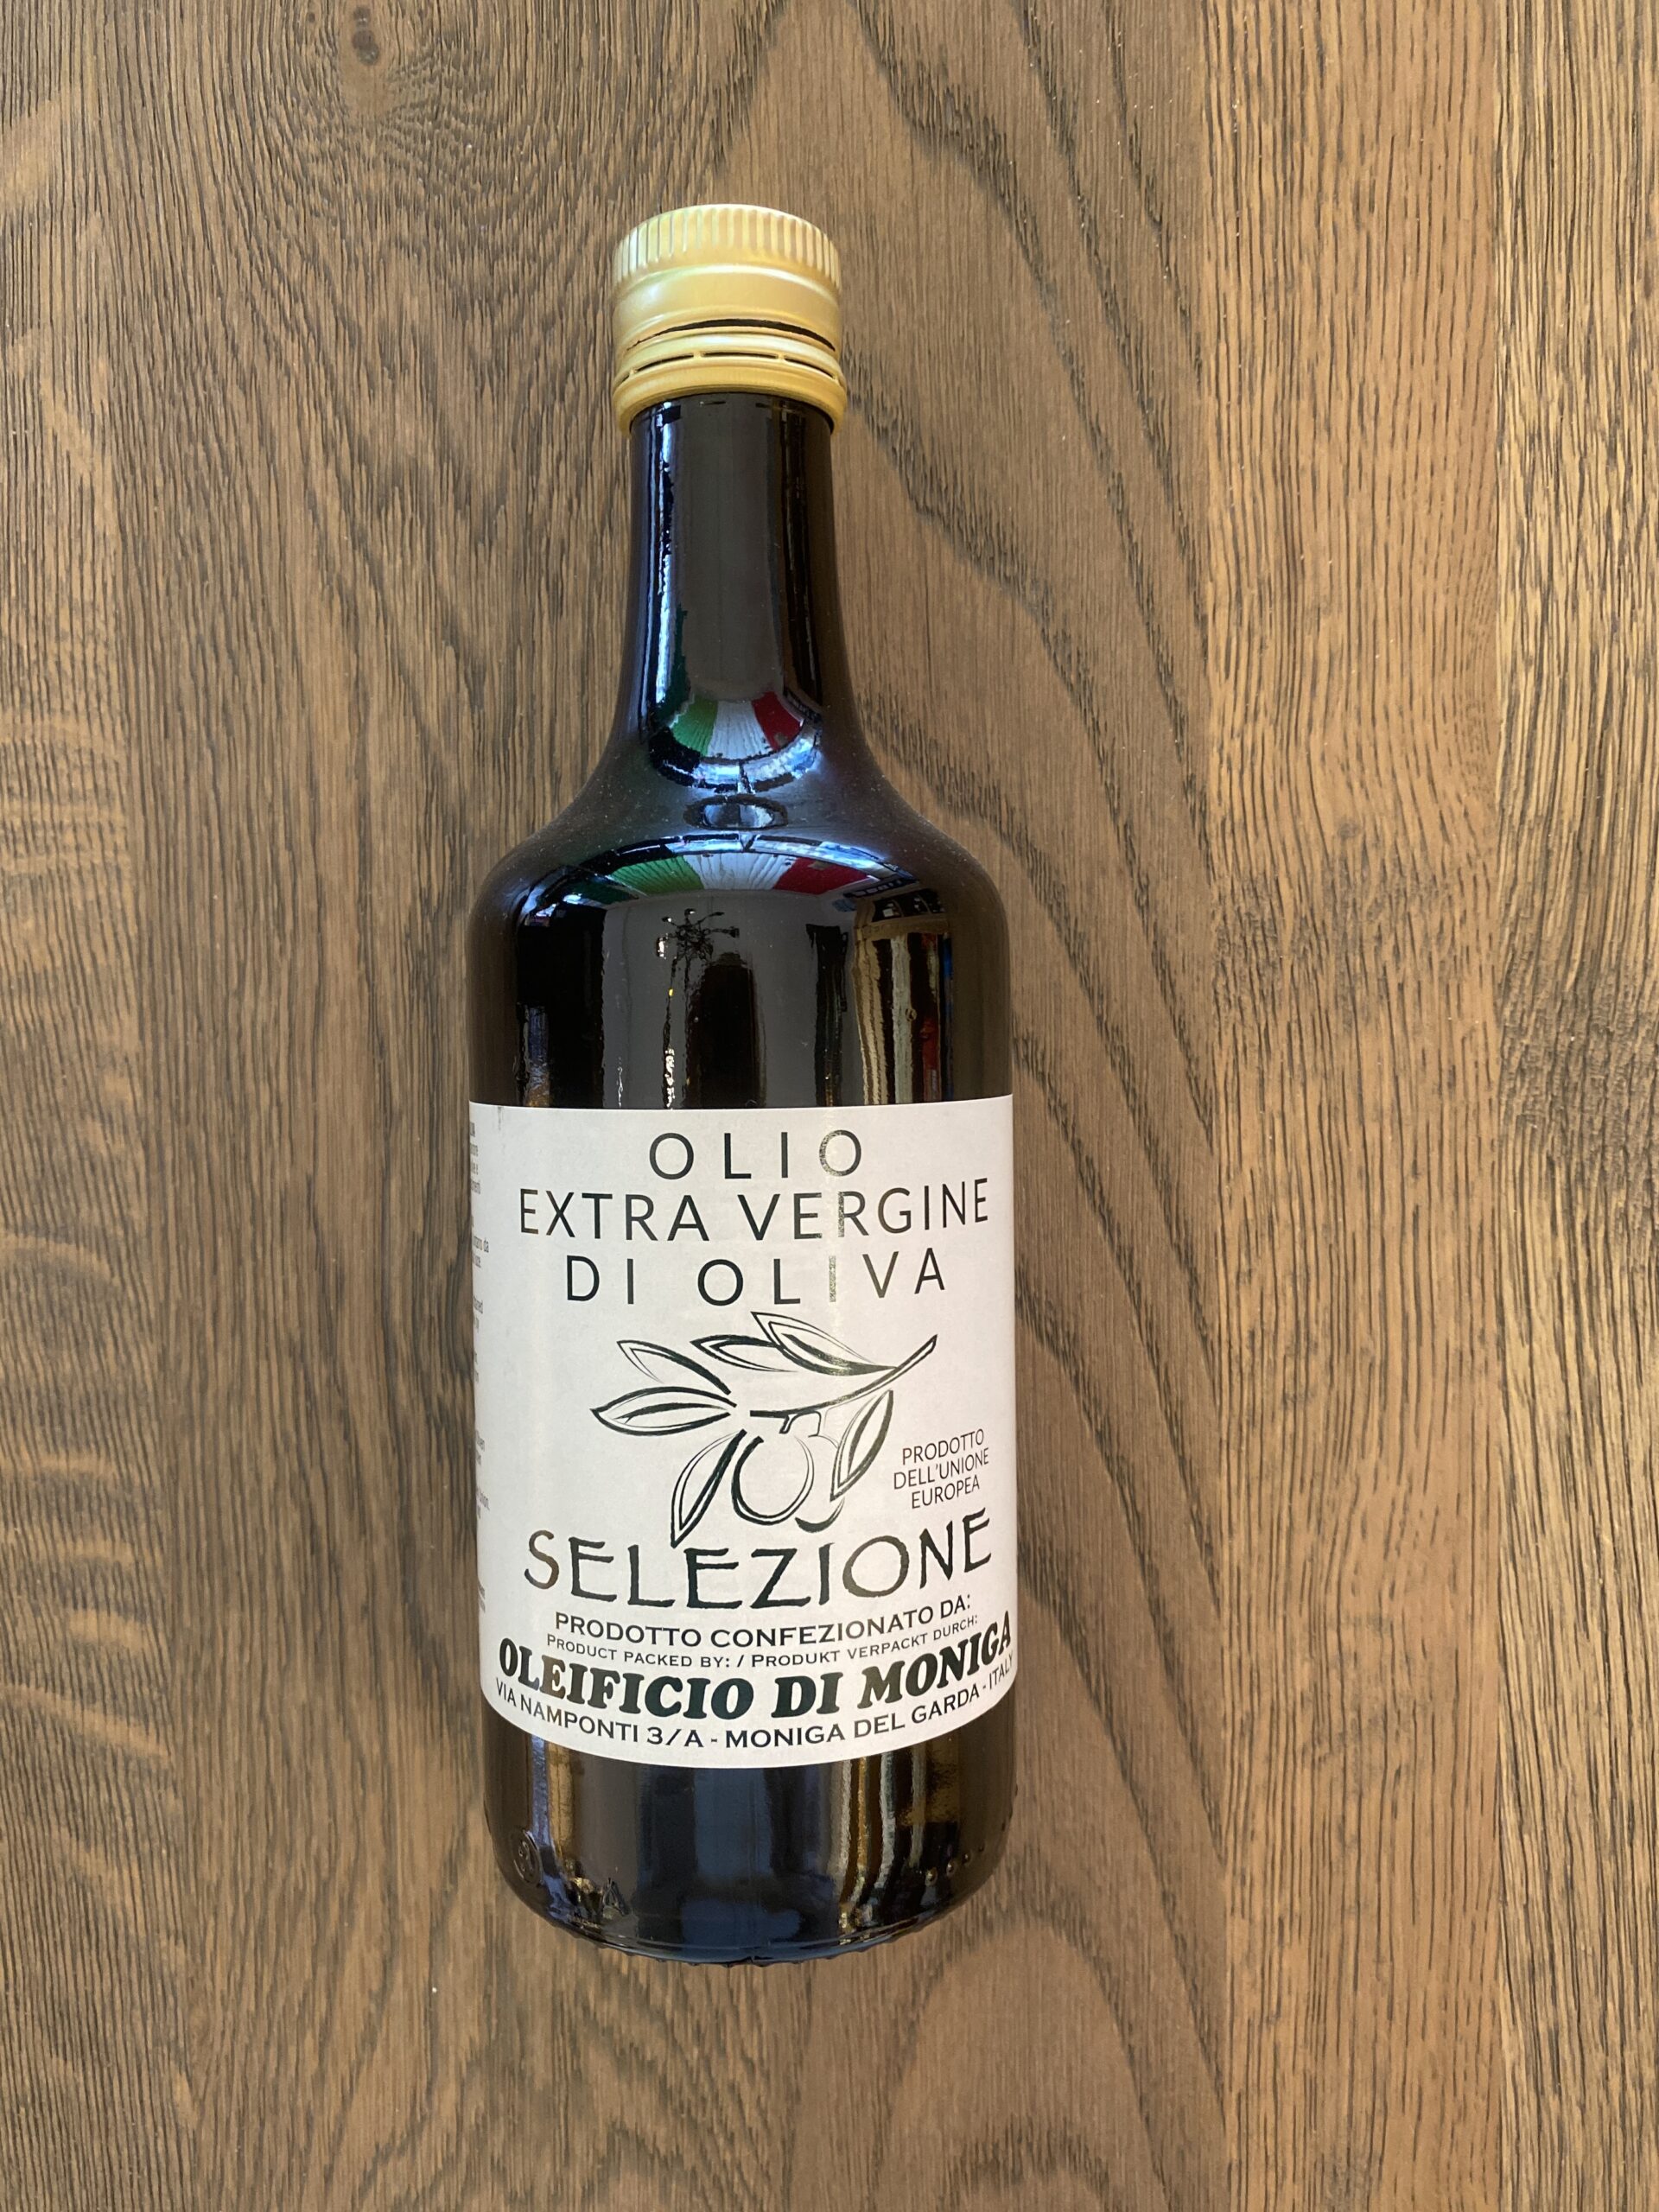 OLIO
EXTRA VERGINE
DI OLIVA
PRODOTTO
DELL'UNIONE
EUROPEA
SELEZIONE
PRODOTTO CONFEZIONATO DA:
PRODUCT PACKED BY: / PRODUKT VERPACKT DURCH:
OLEIFICIO DI MONIGA
VIA NAMPONTI 3/A - MONIGA DEL GARDA - ITALY